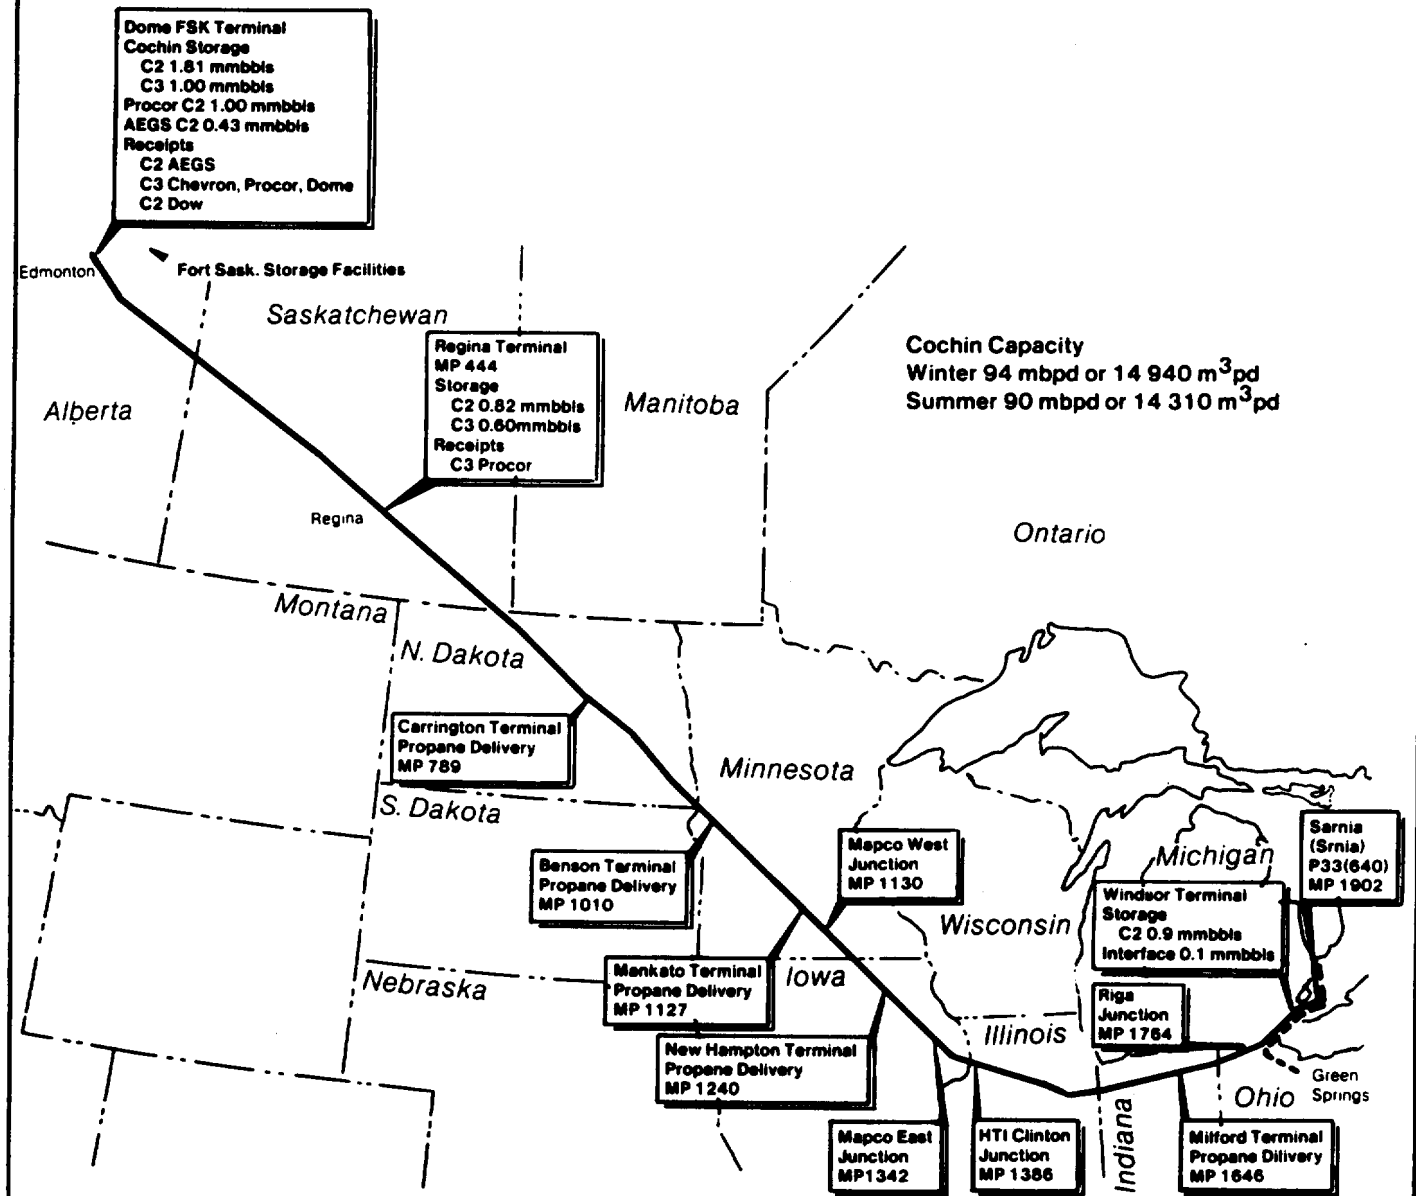 Dome FSK Terminal
Cochin Storage
C2 1.81 mmbbls
C3 1.00 mmbbls
Procor C2 1.00 mmbbls
AEGS C2 0.43 mmbbls
Receipts
C2 AEGS
C3 Chevron, Procor, Dome
C2 Dow
Edmonton
Fort Sask. Storage Facilities
Saskatchewan
Alberta
Regina Terminal
MP 444
Storage
C2 0.82 mmbbls
C3 0.60mmbbls
Receipts
C3 Procor
Manitoba
Cochin Capacity
Winter 94 mbpd or 14 940 m³pd
Summer 90 mbpd or 14 310 m³pd
Regina
Ontario
Montana
N. Dakota
Carrington Terminal
Propane Delivery
MP 789
Minnesota
S. Dakota
Benson Terminal
Propane Delivery
MP 1010
Mapco West
Junction
MP 1130
Michigan
Sarnia
(Srnia)
P33(640)
MP 1902
Windsor Terminal
Storage
C2 0.9 mmbbls
Interface 0.1 mmbbls
Wisconsin
Nebraska
Mankato Terminal
Propane Delivery
MP 1127
Iowa
Riga
Junction
MP 1764
Illinois
New Hampton Terminal
Propane Delivery
MP 1240
Green
Springs
Ohio
Indiana
Mapco East
Junction
MP1342
HTI Clinton
Junction
MP 1386
Milford Terminal
Propane Dilivery
MP 1646